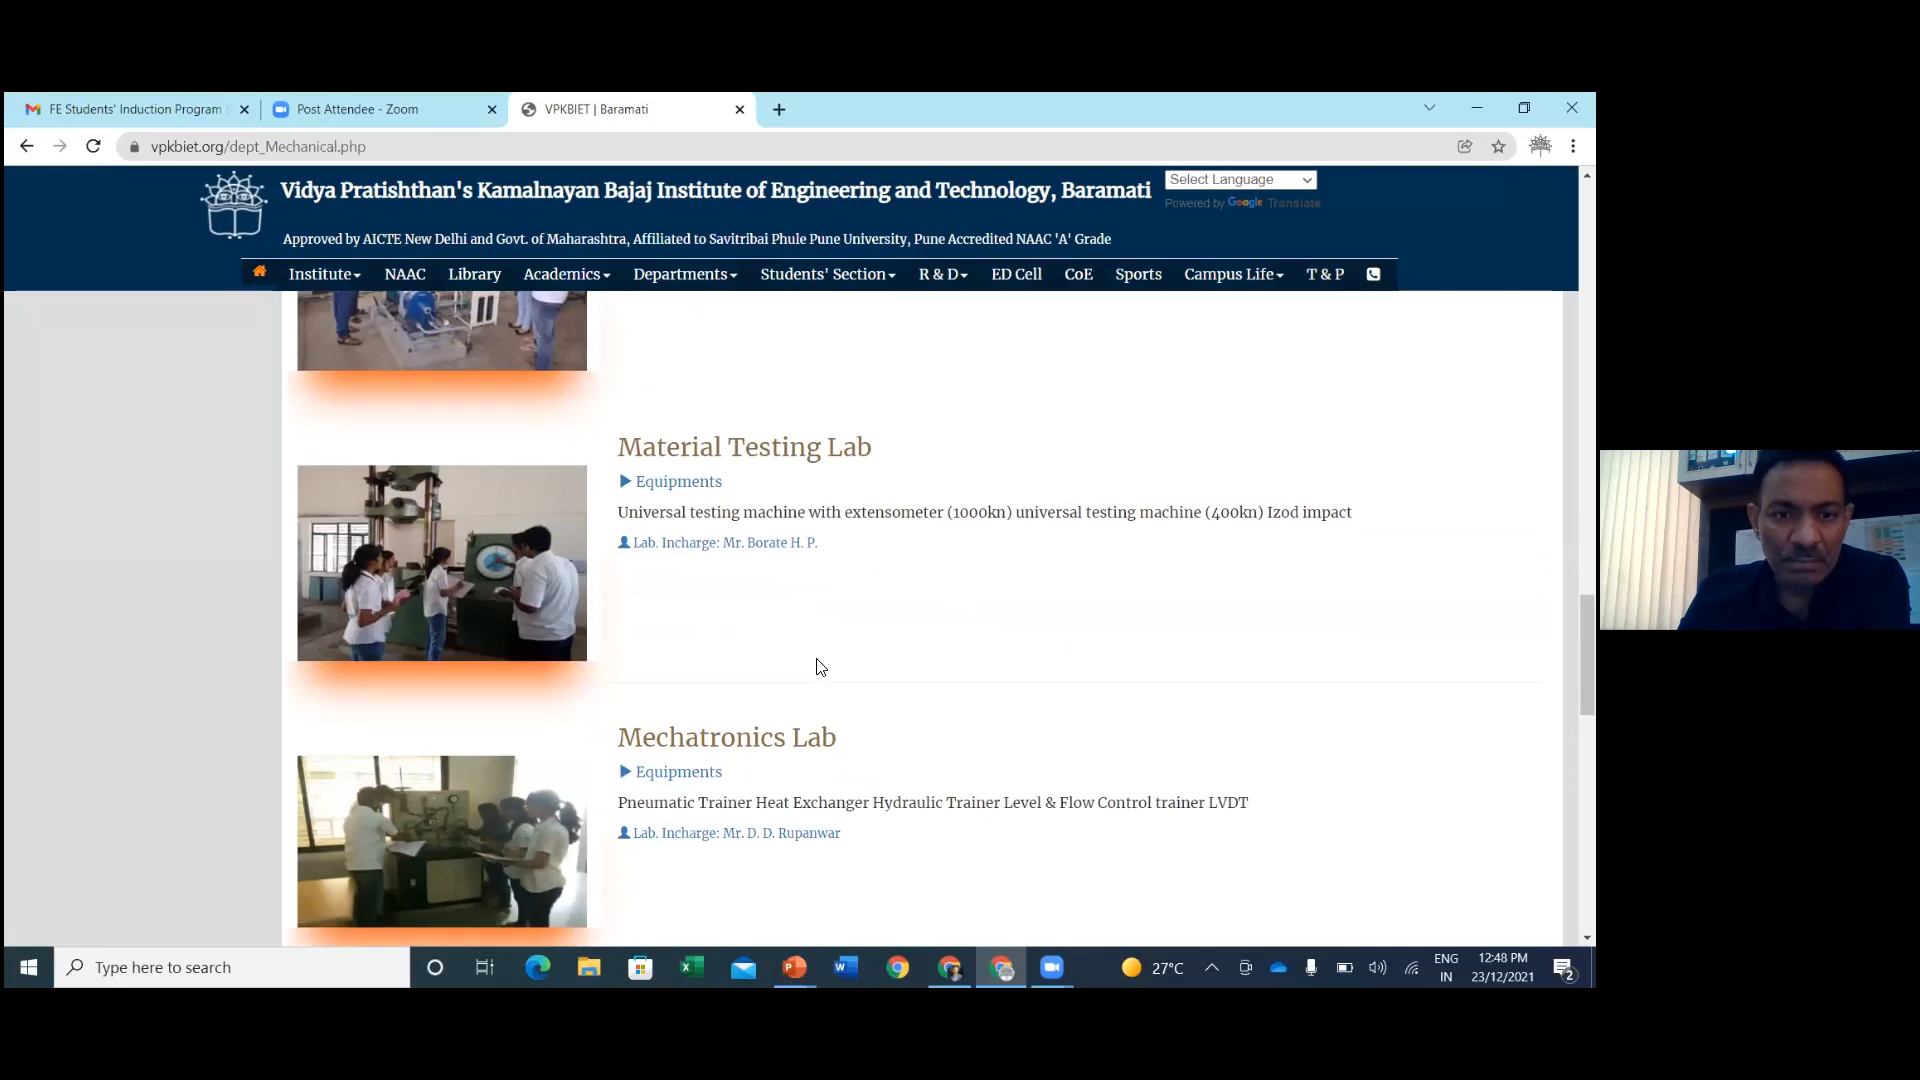 FE Students' Induction Program
Post Attendee - Zoom
VPKBIET | Baramati
vpkbiet.org/dept_Mechanical.php
Vidya Pratishthan's Kamalnayan Bajaj Institute of Engineering and Technology, Baramati
Select Language
Powered by Google Translate
Approved by AICTE New Delhi and Govt. of Maharashtra, Affiliated to Savitribai Phule Pune University, Pune Accredited NAAC 'A' Grade
Institute NAAC Library Academics Departments Students' Section R & D ED Cell CoE Sports Campus Life T & P
Material Testing Lab
Equipments
Universal testing machine with extensometer (1000kn) universal testing machine (400kn) Izod impact
Lab. Incharge: Mr. Borate H. P.
Mechatronics Lab
Equipments
Pneumatic Trainer Heat Exchanger Hydraulic Trainer Level & Flow Control trainer LVDT
Lab. Incharge: Mr. D. D. Rupanwar
Type here to search
27°C
ENG
IN
12:48 PM
23/12/2021
2